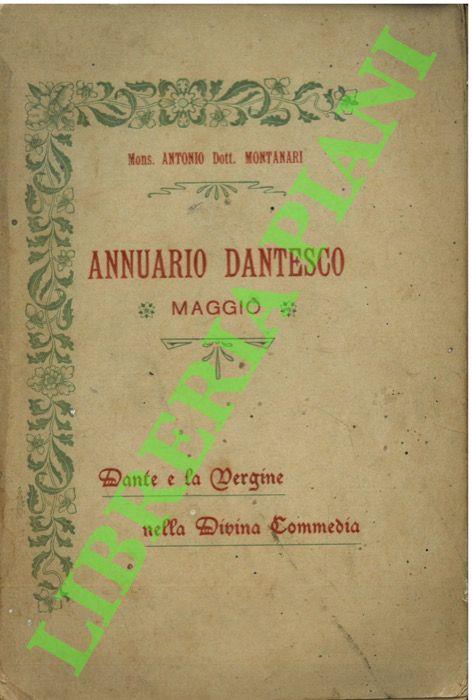 Mons. ANTONIO Dott. MONTANARI
ANNUARIO DANTESCO
MAGGIO
Dante e la Vergine
nella Divina Commedia
LIBRERIA PIANI